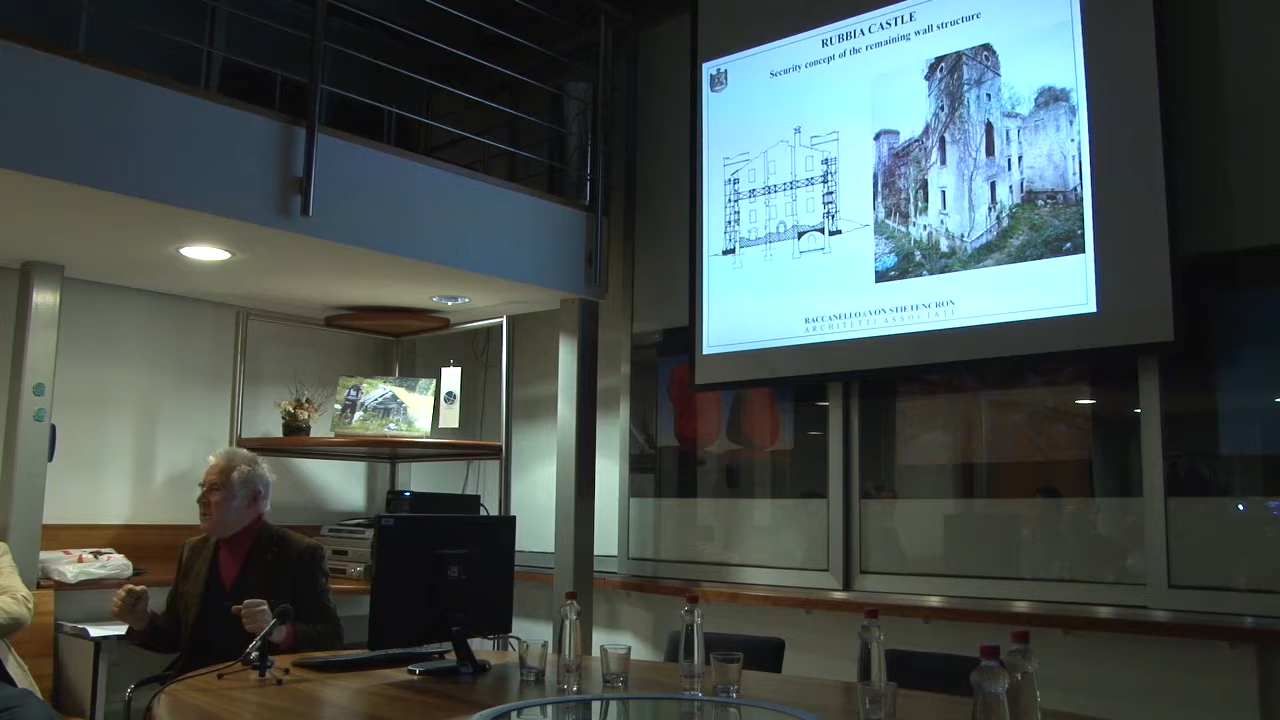 RUBBIA CASTLE
Security concept of the remaining wall structure
RACCANELLO & VON STIETENCRON
ARCHITETTI ASSOCIATI